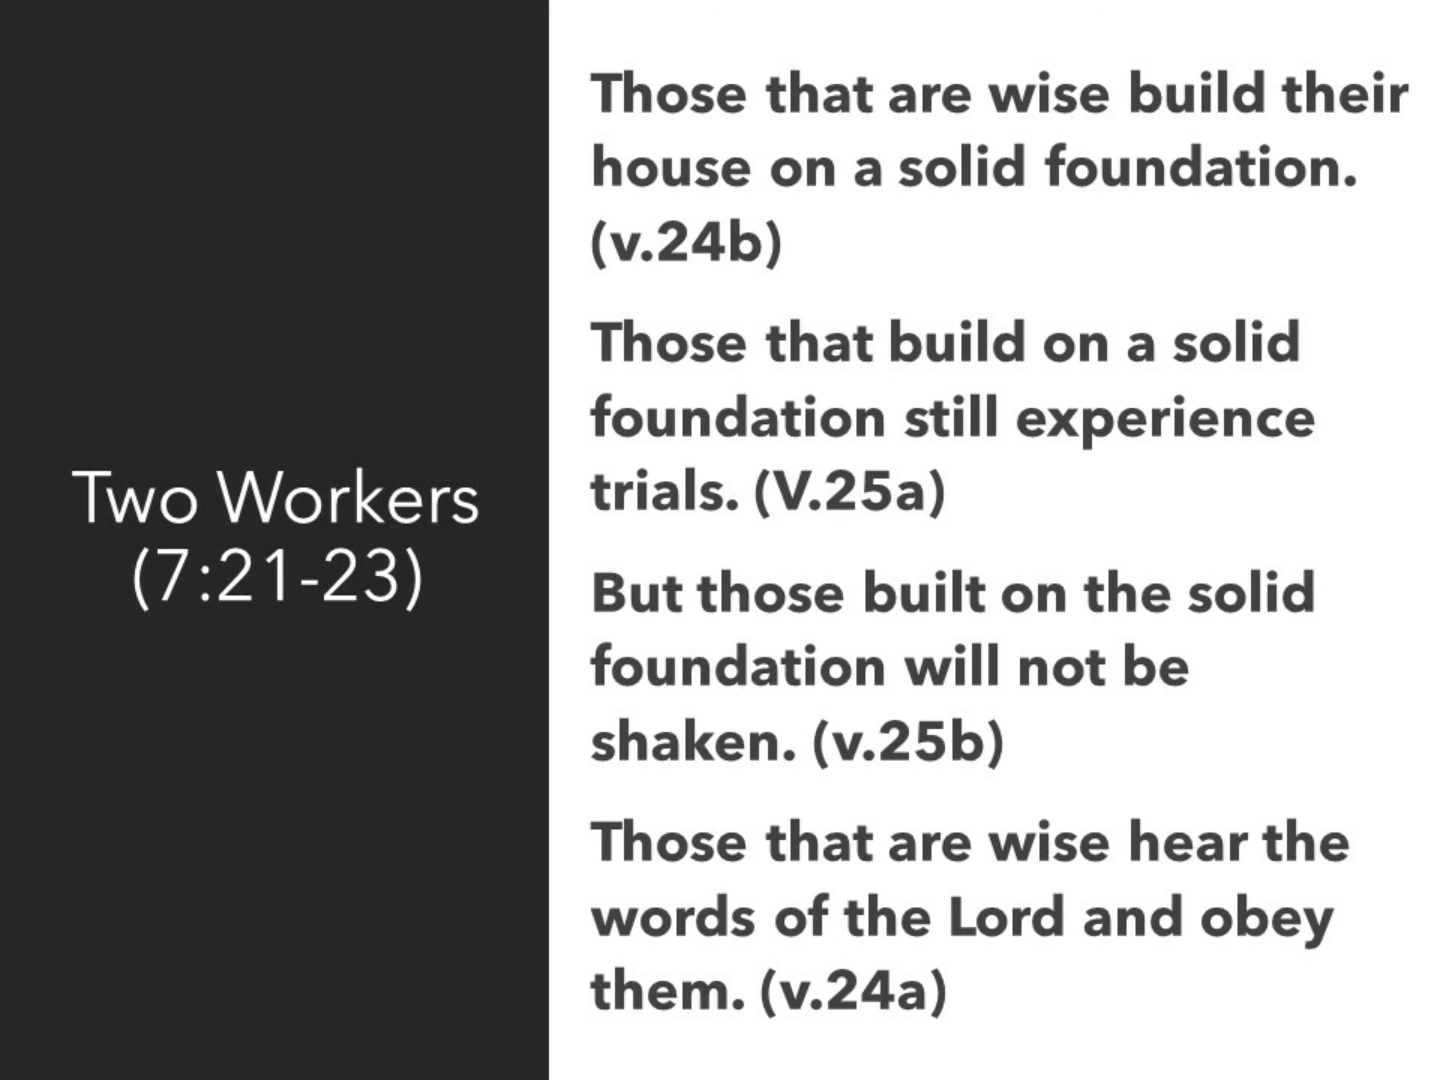 Two Workers
(7:21-23)
Those that are wise build their
house on a solid foundation.
(v.24b)
Those that build on a solid
foundation still experience
trials. (V.25a)
But those built on the solid
foundation will not be
shaken. (v.25b)
Those that are wise hear the
words of the Lord and obey
them. (v.24a)